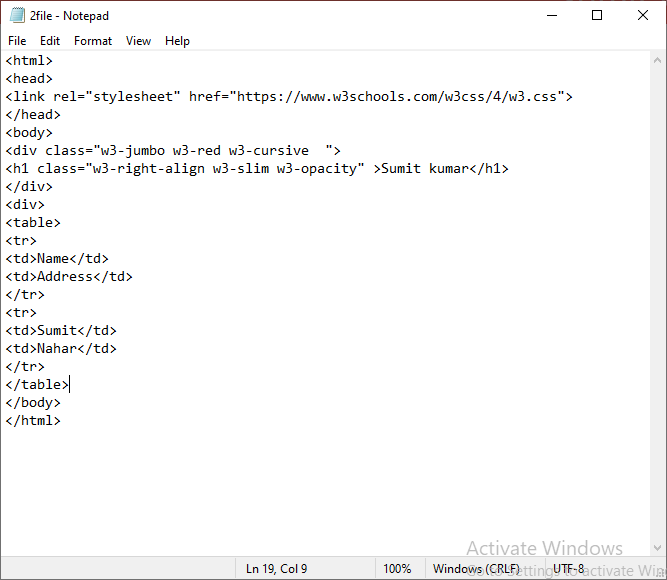 2file - Notepad
File Edit Format View Help
<html>
<head>
<link rel="stylesheet" href="https://www.w3schools.com/w3css/4/w3.css">
</head>
<body>
<div class="w3-jumbo w3-red w3-cursive  ">
<h1 class="w3-right-align w3-slim w3-opacity" >Sumit kumar</h1>
</div>
<div>
<table>
<tr>
<td>Name</td>
<td>Address</td>
</tr>
<tr>
<td>Sumit</td>
<td>Nahar</td>
</tr>
</table>
</body>
</html>
Activate Windows
Go to Settings to activate Win
Ln 19, Col 9 100% Windows (CRLF) UTF-8